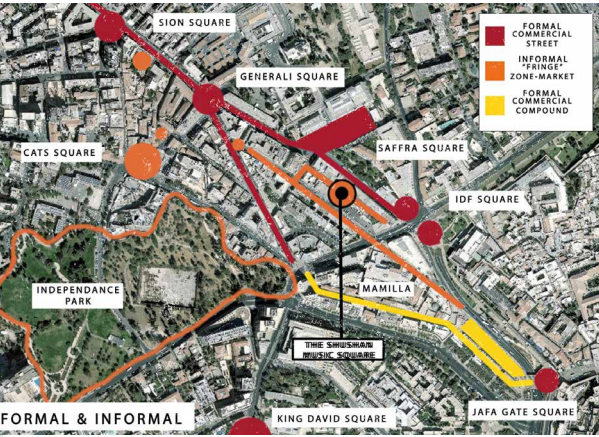 SION SQUARE
FORMAL
COMMERCIAL
STREET
INFORMAL
"FRINGE"
ZONE-MARKET
FORMAL
COMMERCIAL
COMPOUND
GENERALI SQUARE
SAFFRA SQUARE
CATS SQUARE
IDF SQUARE
INDEPENDANCE
PARK
MAMILLA
THE SHUSHAN
MUSIC SQUARE
JAFA GATE SQUARE
FORMAL & INFORMAL
KING DAVID SQUARE